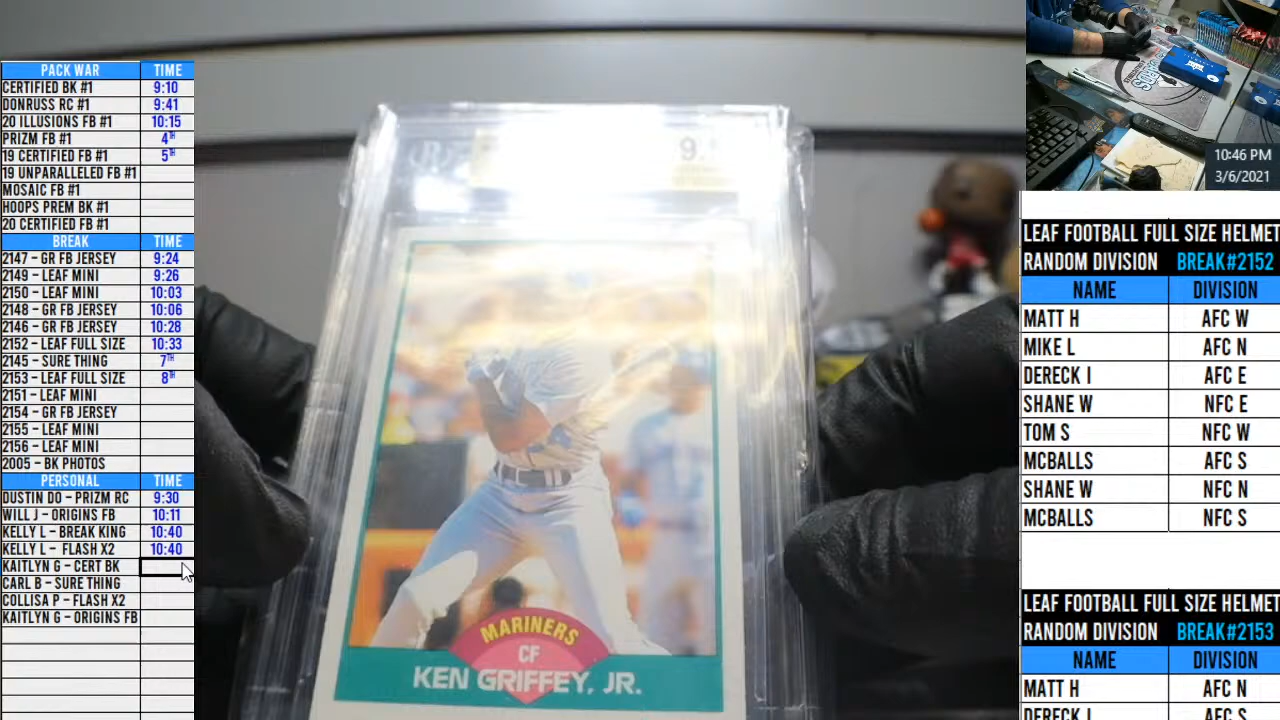 PACK WAR TIME
CERTIFIED BK #1 9:10
DONRUSS RC #1 9:41
20 ILLUSIONS FB #1 10:15
PRIZM FB #1 4TH
19 CERTIFIED FB #1 5TH
19 UNPARALLELED FB #1
MOSAIC FB #1
HOOPS PREM BK #1
20 CERTIFIED FB #1
BREAK TIME
2147 - GR FB JERSEY 9:24
2149 - LEAF MINI 9:26
2150 - LEAF MINI 10:03
2148 - GR FB JERSEY 10:06
2146 - GR FB JERSEY 10:28
2152 - LEAF FULL SIZE 10:33
2145 - SURE THING 7TH
2153 - LEAF FULL SIZE 8TH
2151 - LEAF MINI
2154 - GR FB JERSEY
2155 - LEAF MINI
2156 - LEAF MINI
2005 - BK PHOTOS
PERSONAL TIME
DUSTIN DO - PRIZM RC 9:30
WILL J - ORIGINS FB 10:11
KELLY L - BREAK KING 10:40
KELLY L - FLASH X2 10:40
KAITLYN G - CERT BK
CARL B - SURE THING
COLLISA P - FLASH X2
KAITLYN G - ORIGINS FB
9.
MARINERS
CF
KEN GRIFFEY, JR.
10:46 PM
3/6/2021
LEAF FOOTBALL FULL SIZE HELMET
RANDOM DIVISION BREAK#2152
NAME DIVISION
MATT H AFC W
MIKE L AFC N
DERECK I AFC E
SHANE W NFC E
TOM S NFC W
MCBALLS AFC S
SHANE W NFC N
MCBALLS NFC S
LEAF FOOTBALL FULL SIZE HELMET
RANDOM DIVISION BREAK#2153
NAME DIVISION
MATT H AFC N
DERECK I AFC S